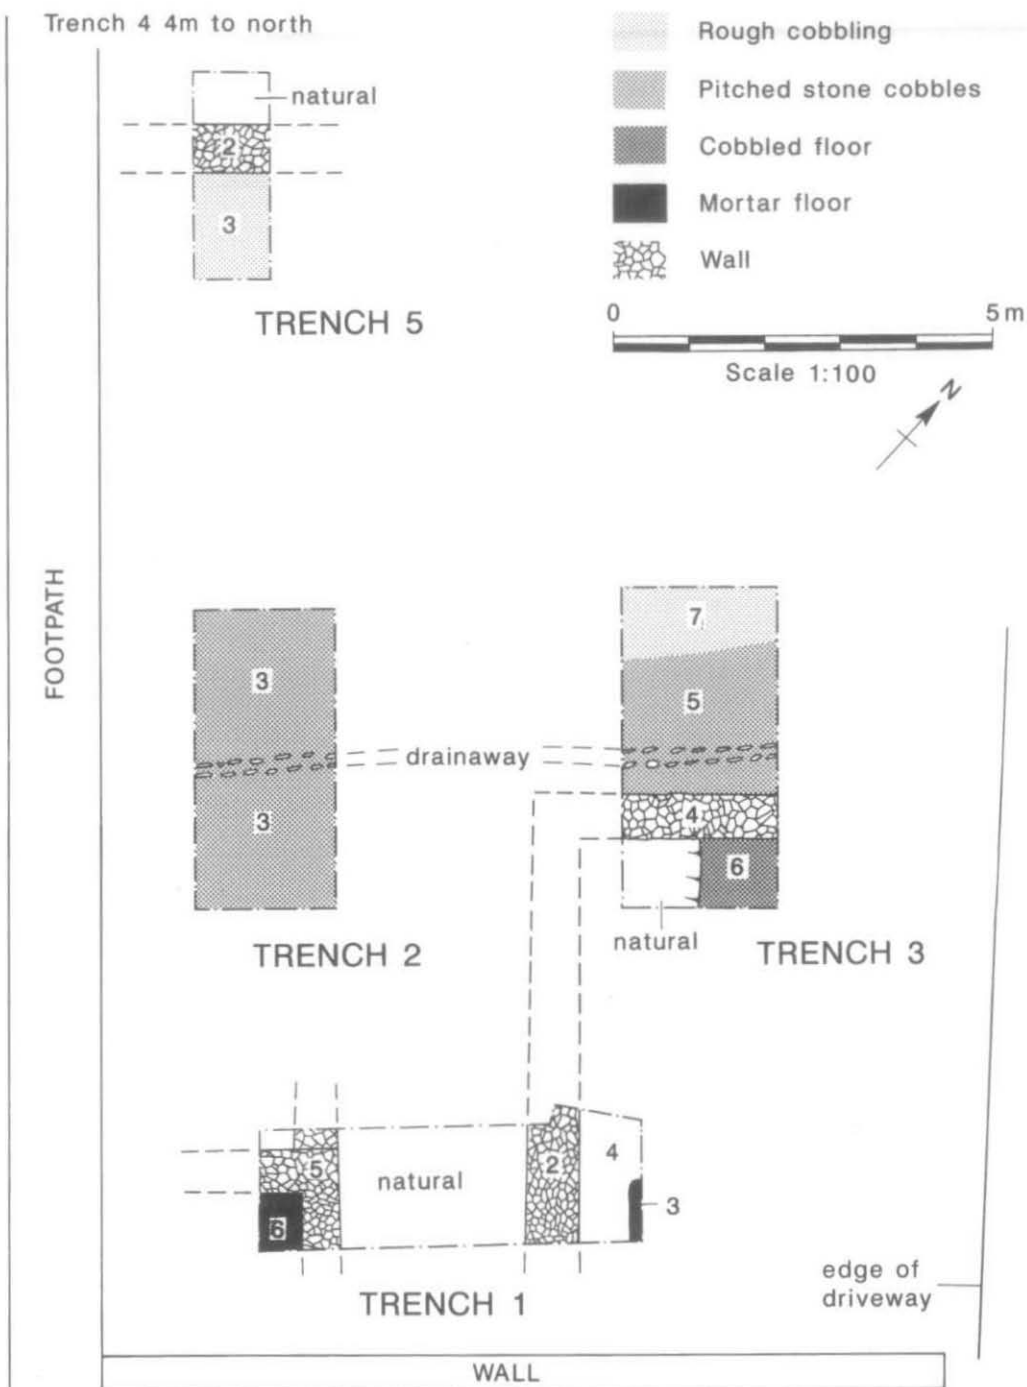 Trench 4 4m to north
Rough cobbling
natural
Pitched stone cobbles
2
Cobbled floor
Mortar floor
3
Wall
TRENCH 5
0 5m
Scale 1:100
N
FOOTPATH
7
3
5
drainaway
3
4
6
natural
TRENCH 2
TRENCH 3
5
natural
2
4
6
3
TRENCH 1
edge of
driveway
WALL